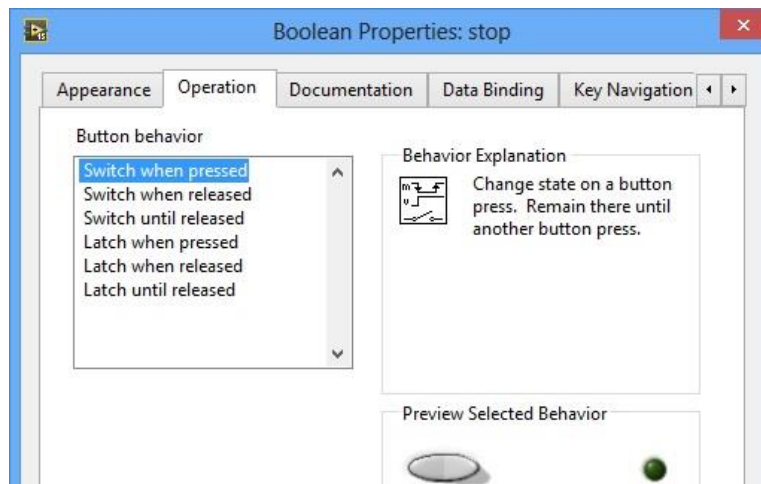 Boolean Properties: stop
Appearance
Operation
Documentation
Data Binding
Key Navigation
Button behavior
Switch when pressed
Switch when released
Switch until released
Latch when pressed
Latch when released
Latch until released
Behavior Explanation
Change state on a button
press. Remain there until
another button press.
Preview Selected Behavior